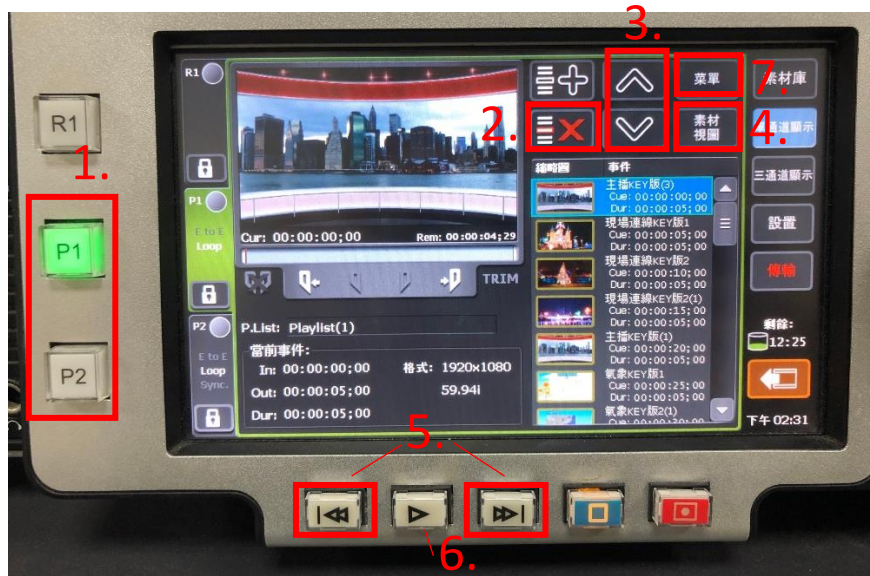 3.
R1
菜單
7.
素材庫
R1
2.
素材
視圖
4.
通道顯示
1.
縮略圖
事件
三通道顯示
P1
主播KEY版(3)
Cue: 00:00:00;00
Dur: 00:00:05;00
P1
E to E
Loop
Cur: 00:00:00;00
Rem: 00:00:04;29
現場連線KEY版1
Cue: 00:00:05;00
Dur: 00:00:05;00
設置
TRIM
現場連線KEY版2
Cue: 00:00:10;00
Dur: 00:00:05;00
傳輸
現場連線KEY版2(1)
Cue: 00:00:15;00
Dur: 00:00:05;00
P2
E to E
Loop
Sync.
P.List: Playlist(1)
當前事件:
In: 00:00:00;00
格式: 1920x1080
Out: 00:00:05;00
59.94i
Dur: 00:00:05;00
主播KEY版(1)
Cue: 00:00:20;00
Dur: 00:00:05;00
剩餘:
12:25
P2
氣象KEY版1
Cue: 00:00:25;00
Dur: 00:00:05;00
氣象KEY版2(1)
Cue: 00:00:30;00
下午 02:31
5.
6.